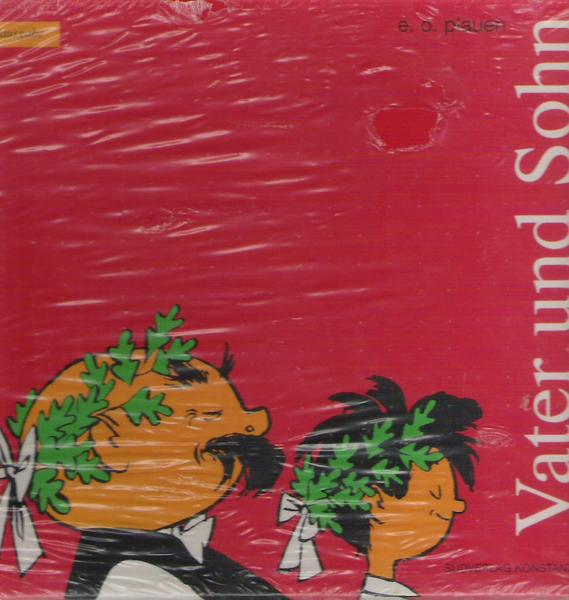 e. o. plauen
Vater und Sohn
SÜDVERLAG KONSTANZ